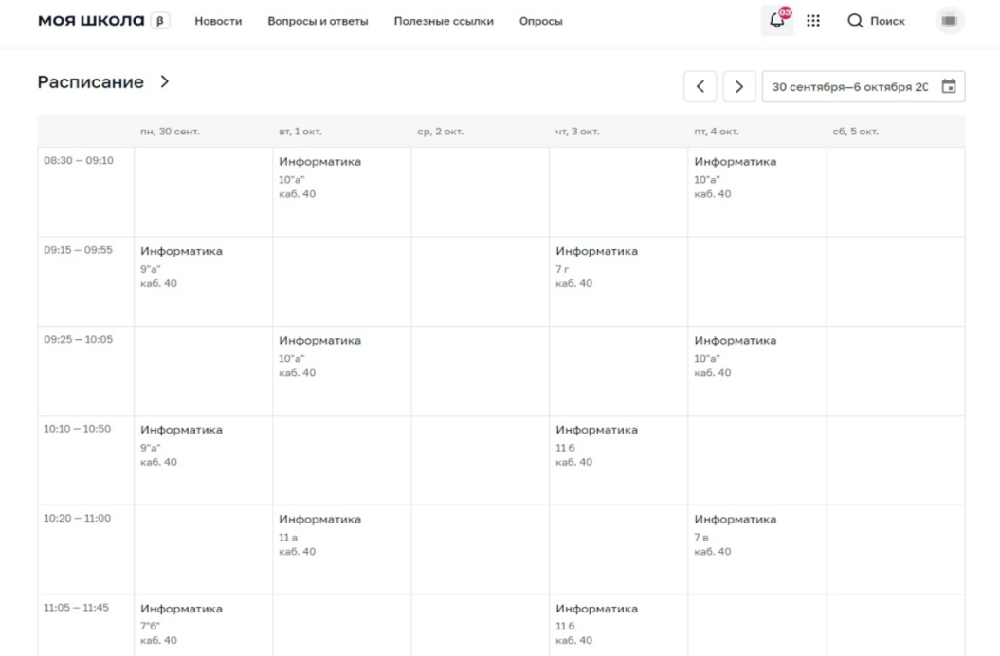 моя школа β Новости Вопросы и ответы Полезные ссылки Опросы Поиск
Расписание
30 сентября—6 октября 20
пн, 30 сент. вт, 1 окт. ср, 2 окт. чт, 3 окт. пт, 4 окт. сб, 5 окт.
08:30 — 09:10 Информатика Информатика
10"а" 10"а"
каб. 40 каб. 40
09:15 — 09:55 Информатика Информатика
9"а" 7 г
каб. 40 каб. 40
09:25 — 10:05 Информатика Информатика
10"а" 10"а"
каб. 40 каб. 40
10:10 — 10:50 Информатика Информатика
9"а" 11 б
каб. 40 каб. 40
10:20 — 11:00 Информатика Информатика
11 а 7 в
каб. 40 каб. 40
11:05 — 11:45 Информатика Информатика
7"б" 11 б
каб. 40 каб. 40